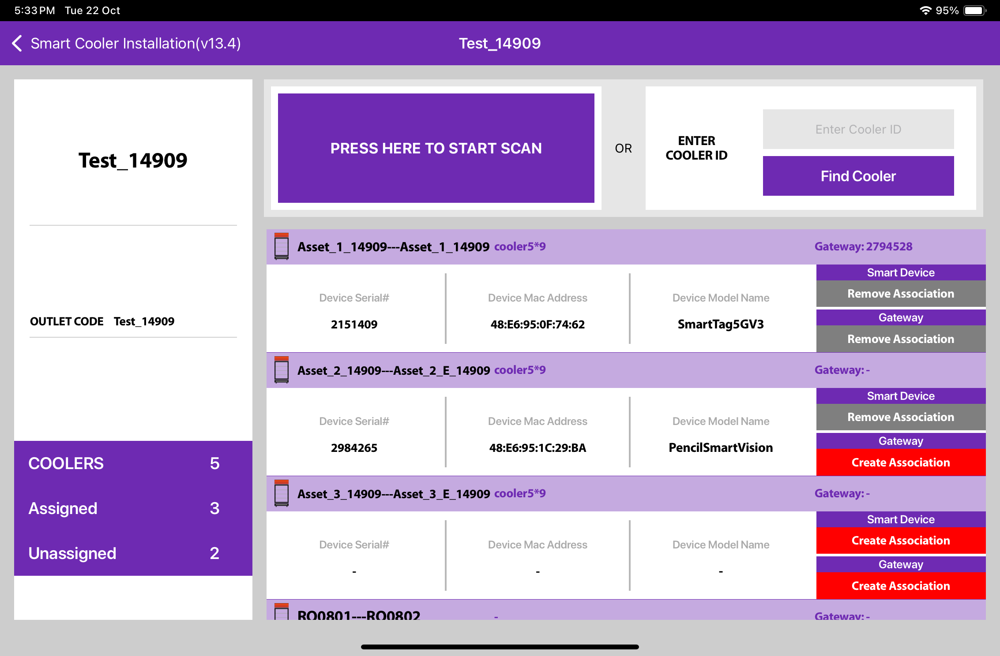 5:33 PM Tue 22 Oct
95%
Smart Cooler Installation(v13.4)
Test_14909
Test_14909
OUTLET CODE Test_14909
COOLERS 5
Assigned 3
Unassigned 2
PRESS HERE TO START SCAN
OR
ENTER
COOLER ID
Enter Cooler ID
Find Cooler
Asset_1_14909---Asset_1_14909 cooler5*9 Gateway: 2794528
Device Serial# Device Mac Address Device Model Name
2151409 48:E6:95:0F:74:62 SmartTag5GV3
Smart Device
Remove Association
Gateway
Remove Association
Asset_2_14909---Asset_2_E_14909 cooler5*9 Gateway: -
Device Serial# Device Mac Address Device Model Name
2984265 48:E6:95:1C:29:BA PencilSmartVision
Smart Device
Remove Association
Gateway
Create Association
Asset_3_14909---Asset_3_E_14909 cooler5*9 Gateway: -
Device Serial# Device Mac Address Device Model Name
- - -
Smart Device
Create Association
Gateway
Create Association
RO0801---RO0802 - Gateway: -